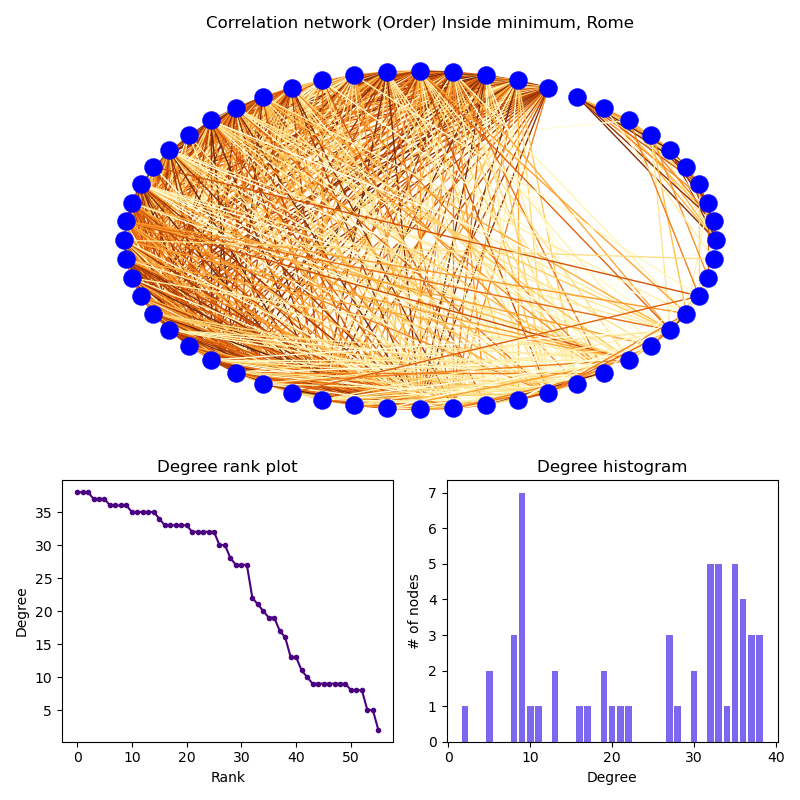 Correlation network (Order) Inside minimum, Rome
Degree rank plot
Degree
35
30
25
20
15
10
5
0 10 20 30 40 50
Rank
Degree histogram
# of nodes
7
6
5
4
3
2
1
0
0 10 20 30 40
Degree